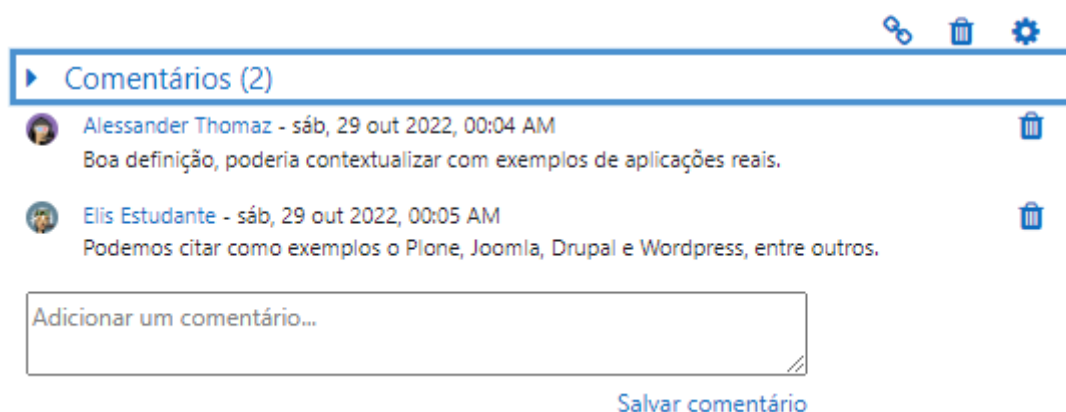 Comentários (2)
Alessander Thomaz - sáb, 29 out 2022, 00:04 AM
Boa definição, poderia contextualizar com exemplos de aplicações reais.
Elis Estudante - sáb, 29 out 2022, 00:05 AM
Podemos citar como exemplos o Plone, Joomla, Drupal e Wordpress, entre outros.
Adicionar um comentário...
Salvar comentário